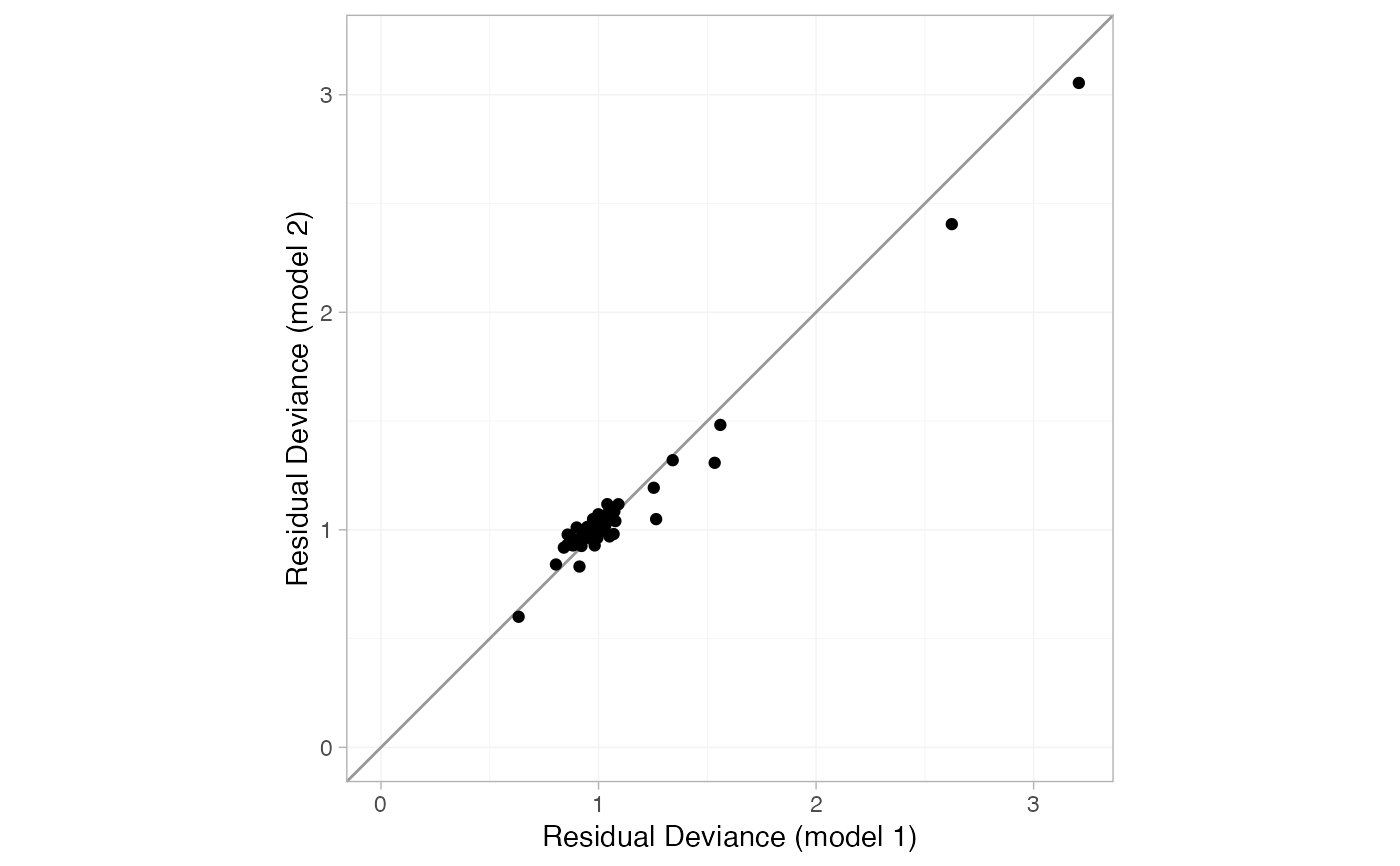 Residual Deviance (model 2)
3
2
1
0
0 1 2 3
Residual Deviance (model 1)